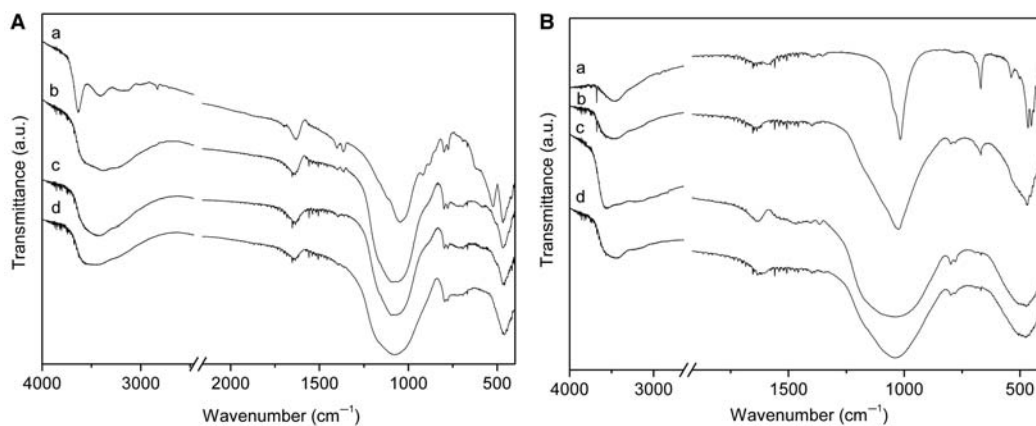 A
a
b
c
d
Transmittance (a.u.)
4000 3000 2000 1500 1000 500
Wavenumber (cm−1)
B
a
b
c
d
Transmittance (a.u.)
4000 3000 1500 1000 500
Wavenumber (cm−1)